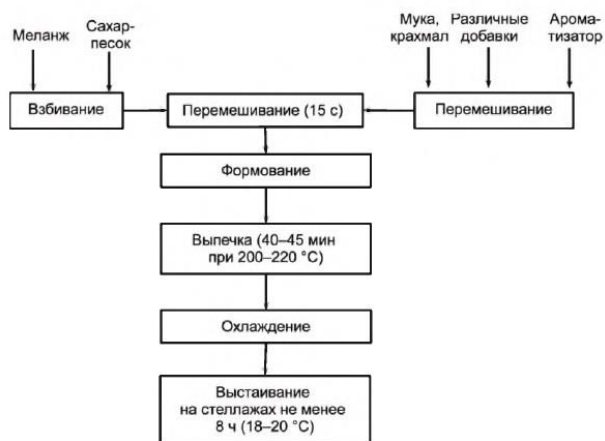 Меланж
Сахар-
песок
Мука,
крахмал
Различные
добавки
Арома-
тизатор
Взбивание
Перемешивание (15 с)
Перемешивание
Формование
Выпечка (40–45 мин
при 200–220 °С)
Охлаждение
Выстаивание
на стеллажах не менее
8 ч (18–20 °С)